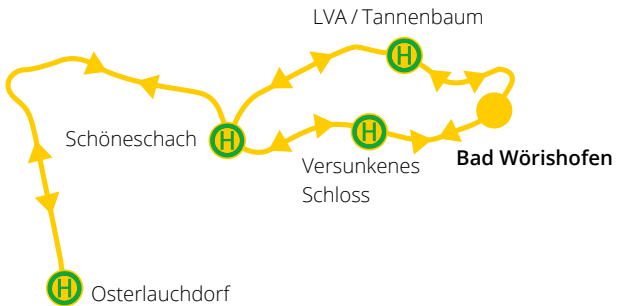 LVA / Tannenbaum
H
H
Schöneschach
H
Versunkenes
Schloss
Bad Wörishofen
H
Osterlauchdorf